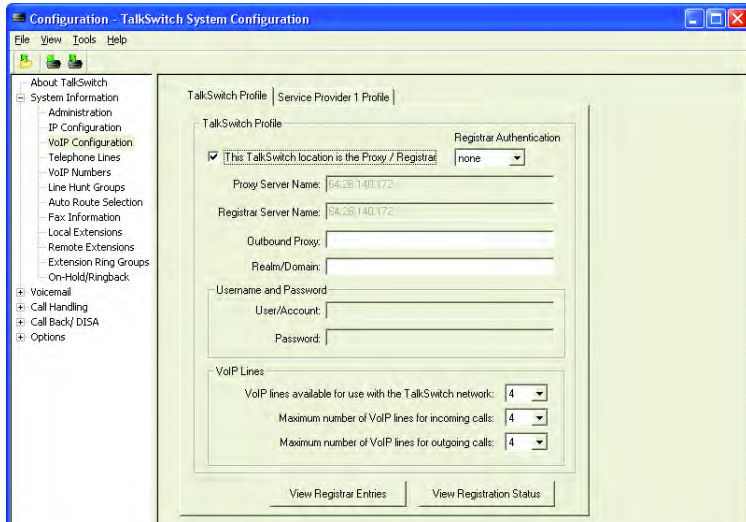 Configuration - TalkSwitch System Configuration
File View Tools Help
About TalkSwitch
System Information
Administration
IP Configuration
VoIP Configuration
Telephone Lines
VoIP Numbers
Line Hunt Groups
Auto Route Selection
Fax Information
Local Extensions
Remote Extensions
Extension Ring Groups
On-Hold/Ringback
Voicemail
Call Handling
Call Back/ DISA
Options
TalkSwitch Profile
Service Provider 1 Profile
TalkSwitch Profile
Registrar Authentication
This TalkSwitch location is the Proxy / Registrar
none
Proxy Server Name: 64.26.140.172
Registrar Server Name: 64.26.140.172
Outbound Proxy:
Realm/Domain:
Username and Password
User/Account:
Password:
VoIP Lines
VoIP lines available for use with the TalkSwitch network: 4
Maximum number of VoIP lines for incoming calls: 4
Maximum number of VoIP lines for outgoing calls: 4
View Registrar Entries
View Registration Status